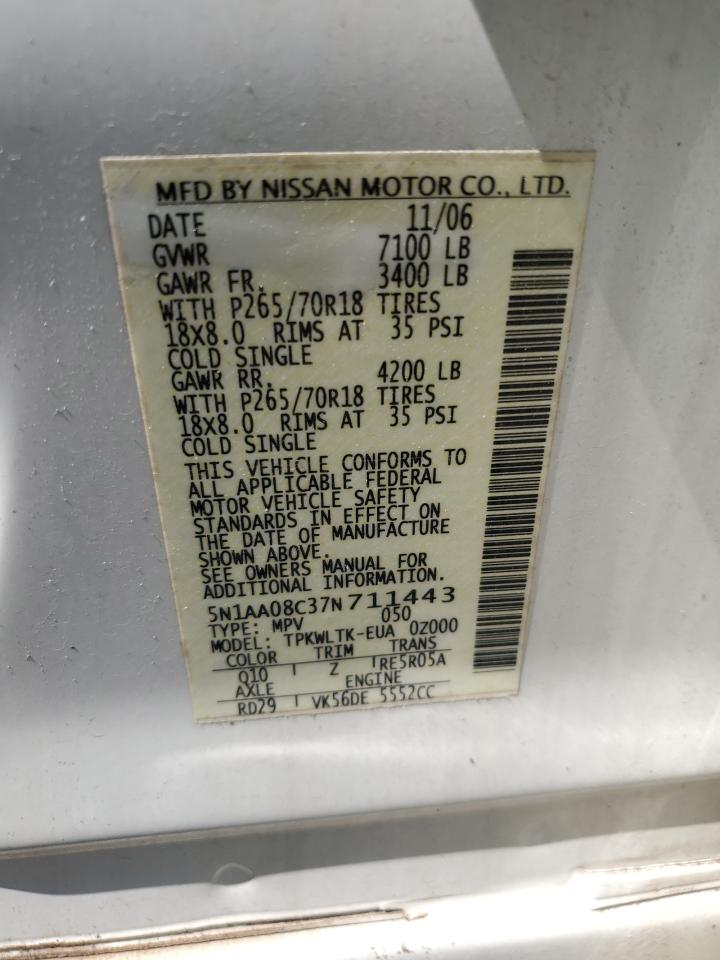 MFD BY NISSAN MOTOR CO., LTD.
DATE 11/06
GVWR 7100 LB
GAWR FR. 3400 LB
WITH P265/70R18 TIRES
18X8.0 RIMS AT 35 PSI
COLD SINGLE
GAWR RR. 4200 LB
WITH P265/70R18 TIRES
18X8.0 RIMS AT 35 PSI
COLD SINGLE
THIS VEHICLE CONFORMS TO
ALL APPLICABLE FEDERAL
MOTOR VEHICLE SAFETY
STANDARDS IN EFFECT ON
THE DATE OF MANUFACTURE
SHOWN ABOVE.
SEE OWNERS MANUAL FOR
ADDITIONAL INFORMATION.
5N1AA08C37N711443
TYPE: MPV 050
MODEL: TPKWLTK-EUA 0Z000
COLOR TRIM TRANS
Q10 Z RE5R05A
AXLE ENGINE
RD29 VK56DE 5552CC